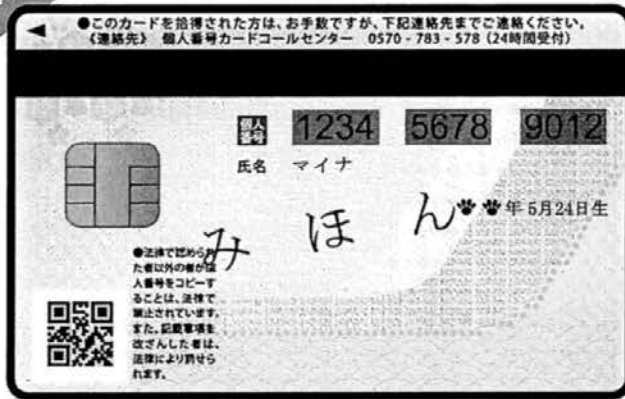 ●このカードを拾得された方は、お手数ですが、下記連絡先までご連絡ください。
《連絡先》 個人番号カードコールセンター 0570-783-578 (24時間受付)
個人番号 1234 5678 9012
氏名 マイナ
年5月24日生
みほん
●法律で認められ
た者以外の者が個
人番号をコピーす
ることは、法律で
禁止されています。
また、記載事項を
改ざんした者は、
法律により罰せら
れます。